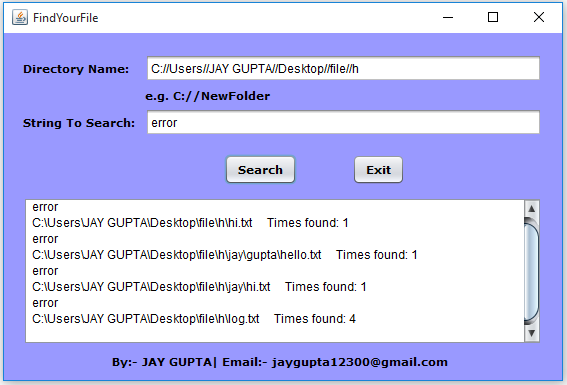 FindYourFile
Directory Name: C://Users//JAY GUPTA//Desktop//file//h
e.g. C://NewFolder
String To Search: error
Search Exit
error
C:\Users\JAY GUPTA\Desktop\file\h\hi.txt Times found: 1
error
C:\Users\JAY GUPTA\Desktop\file\h\jay\gupta\hello.txt Times found: 1
error
C:\Users\JAY GUPTA\Desktop\file\h\jay\hi.txt Times found: 1
error
C:\Users\JAY GUPTA\Desktop\file\h\log.txt Times found: 4
By:- JAY GUPTA| Email:- jaygupta12300@gmail.com